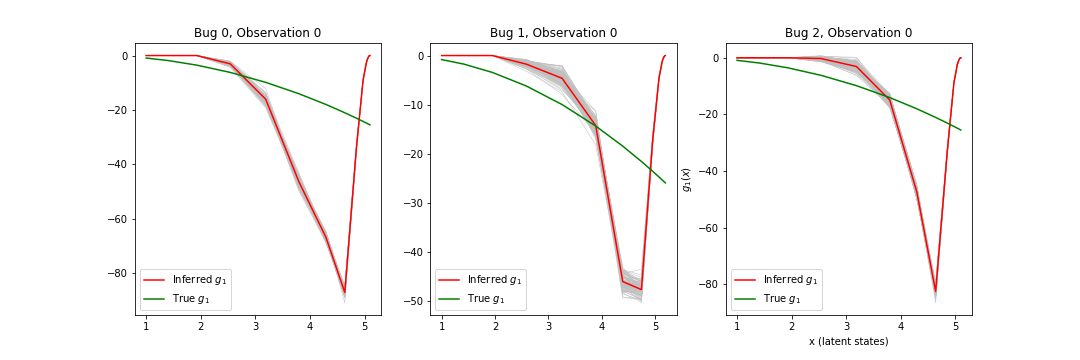 Bug 0, Observation 0
0
−20
−40
−60
−80
1 2 3 4 5
Inferred g₁
True g₁
Bug 1, Observation 0
0
−10
−20
−30
−40
−50
1 2 3 4 5
Inferred g₁
True g₁
Bug 2, Observation 0
g₁(x)
0
−20
−40
−60
−80
1 2 3 4 5
x (latent states)
Inferred g₁
True g₁